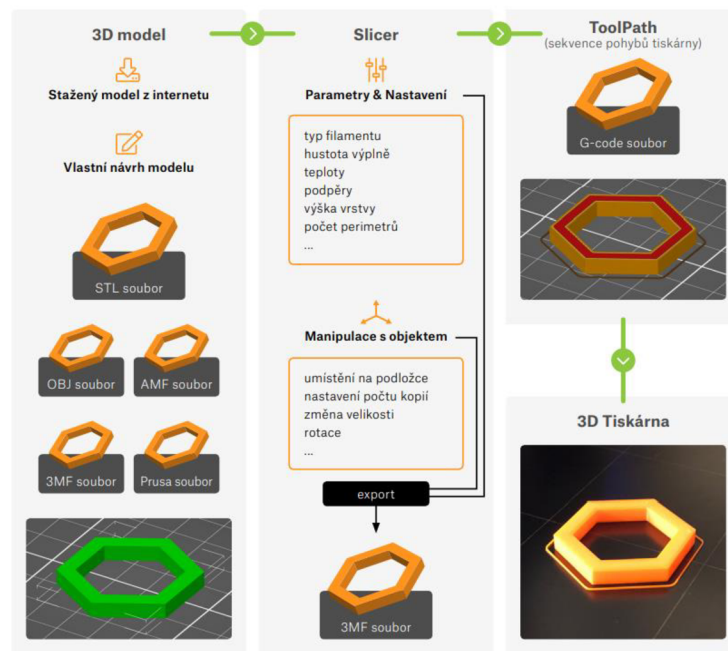 3D model
Stažený model z internetu
Vlastní návrh modelu
STL soubor
OBJ soubor
AMF soubor
3MF soubor
Prusa soubor
Slicer
Parametry & Nastavení
typ filamentu
hustota výplně
teploty
podpěry
výška vrstvy
počet perimetrů
...
Manipulace s objektem
umístění na podložce
nastavení počtu kopií
změna velikosti
rotace
...
export
3MF soubor
ToolPath
(sekvence pohybů tiskárny)
G-code soubor
3D Tiskárna